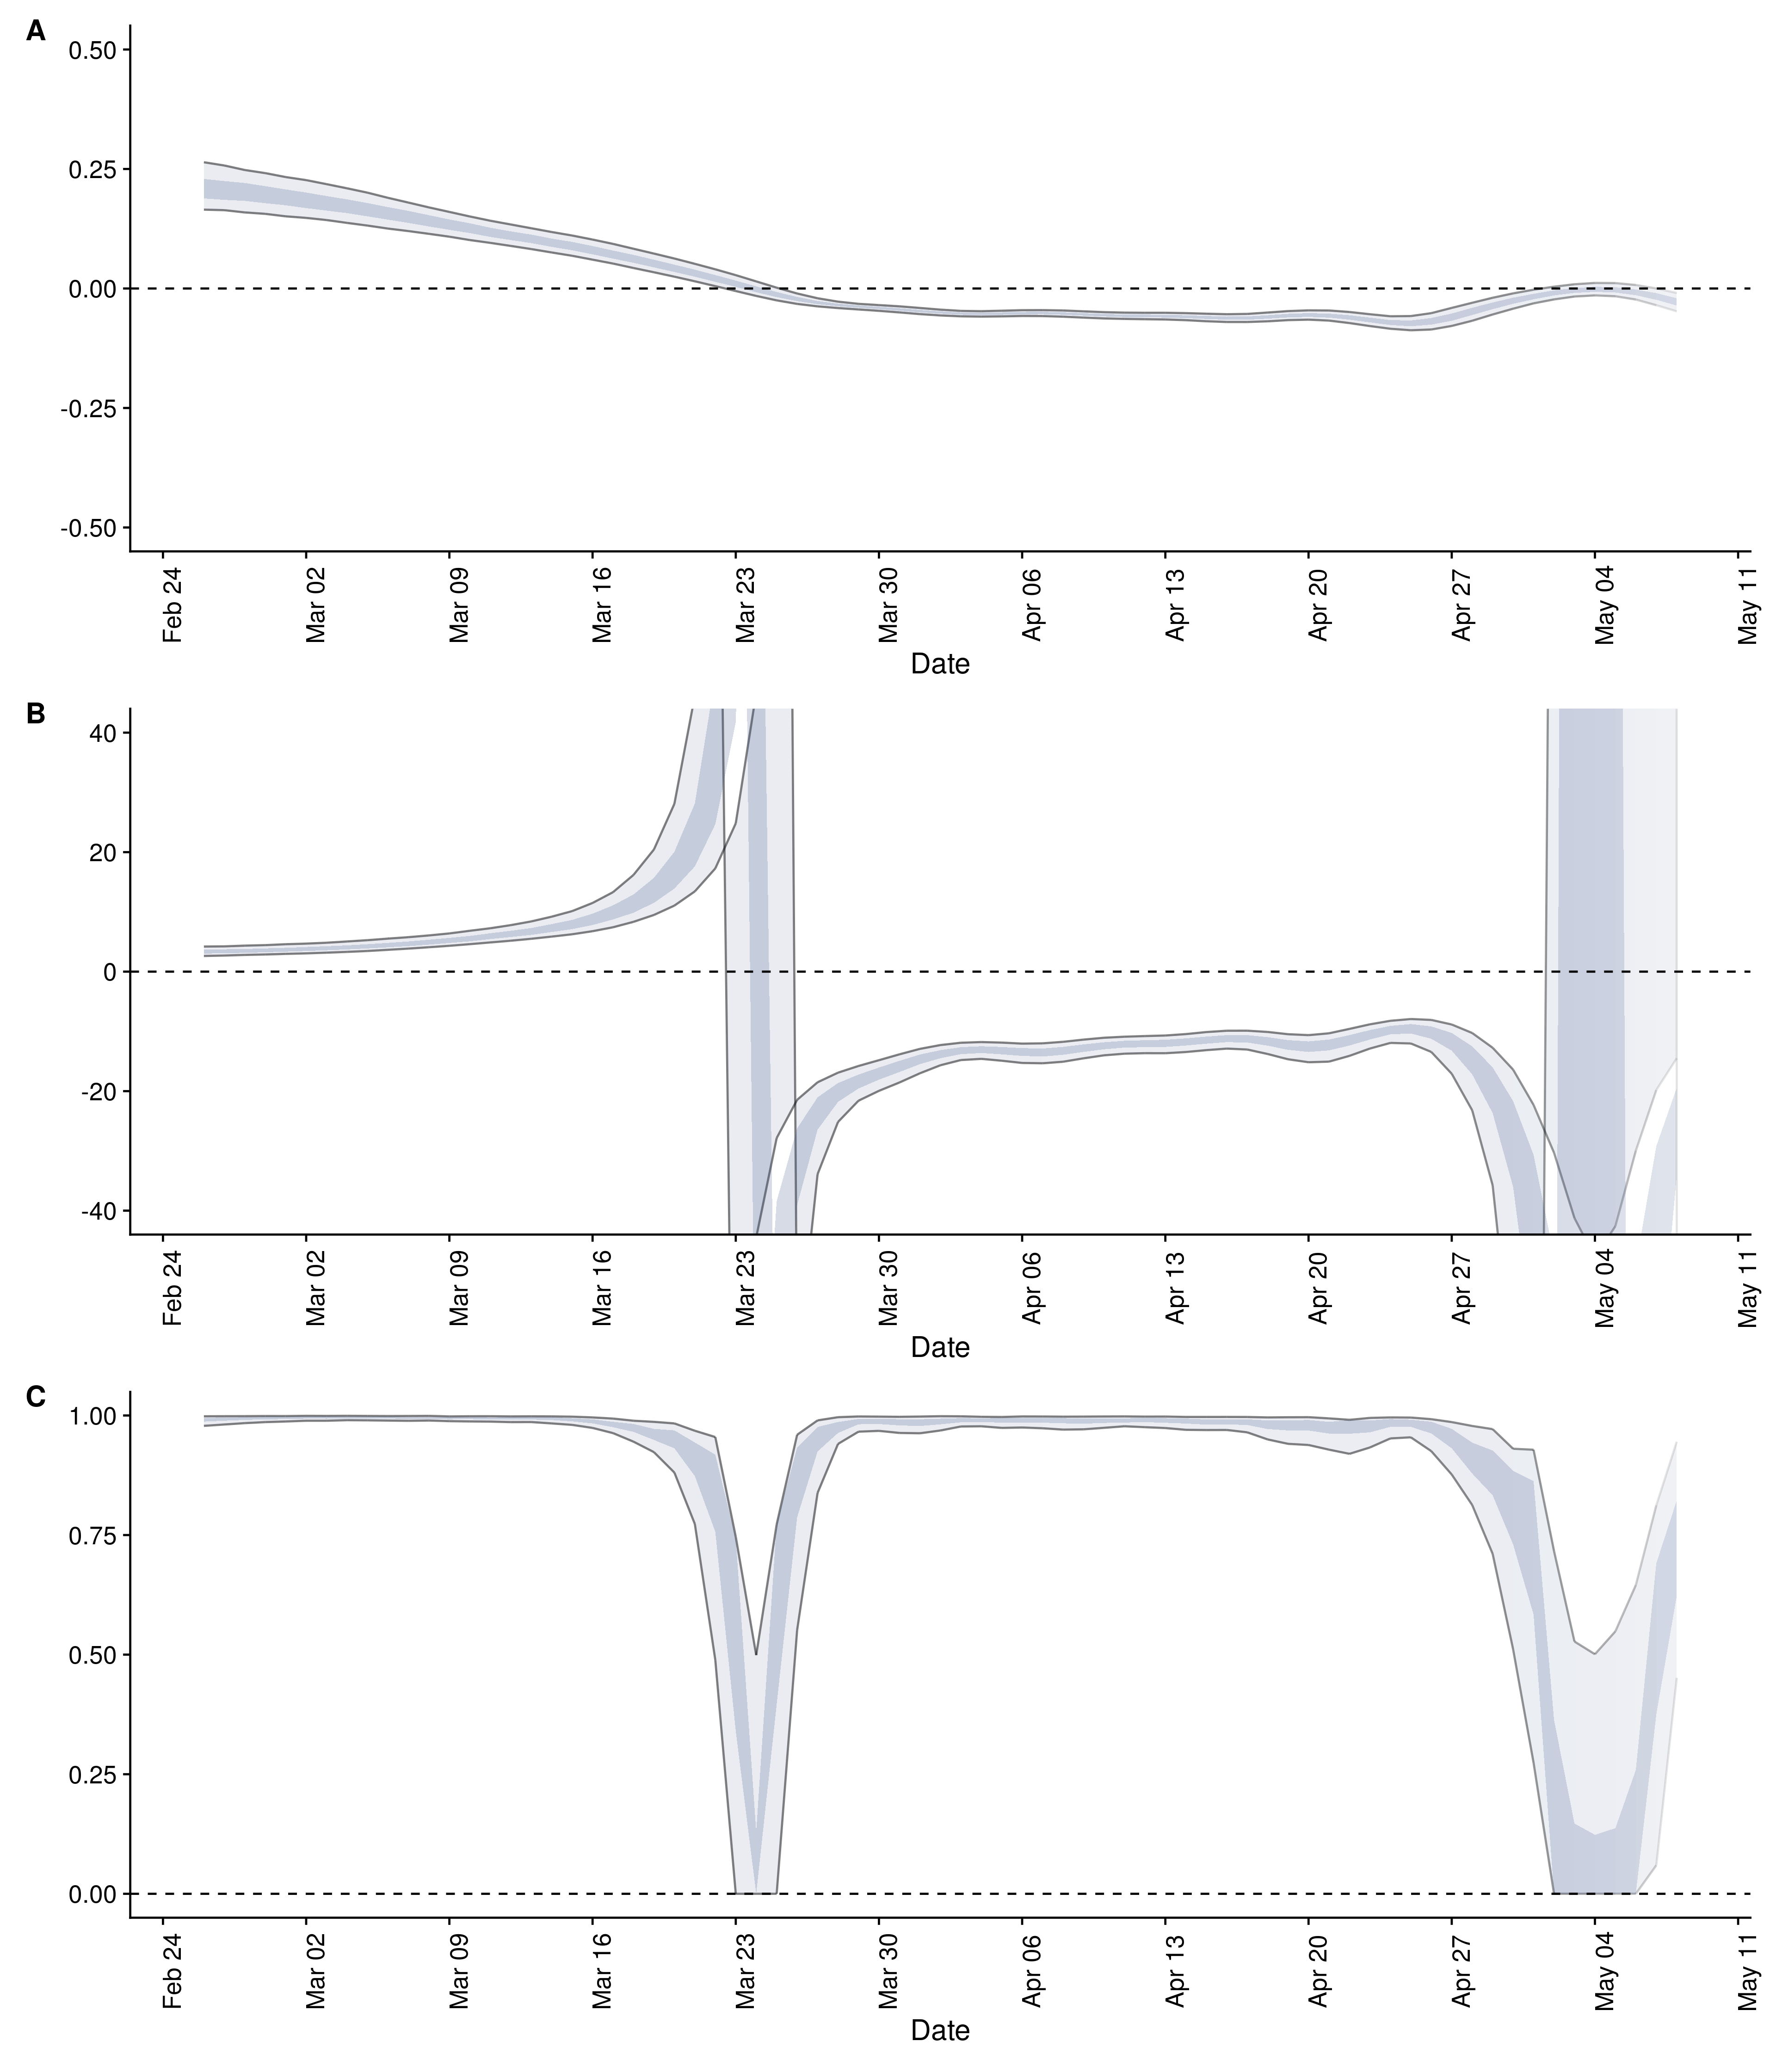 A
0.50
0.25
0.00
-0.25
-0.50
Feb 24
Mar 02
Mar 09
Mar 16
Mar 23
Mar 30
Apr 06
Apr 13
Apr 20
Apr 27
May 04
May 11
Date
B
40
20
0
-20
-40
Feb 24
Mar 02
Mar 09
Mar 16
Mar 23
Mar 30
Apr 06
Apr 13
Apr 20
Apr 27
May 04
May 11
Date
C
1.00
0.75
0.50
0.25
0.00
Feb 24
Mar 02
Mar 09
Mar 16
Mar 23
Mar 30
Apr 06
Apr 13
Apr 20
Apr 27
May 04
May 11
Date